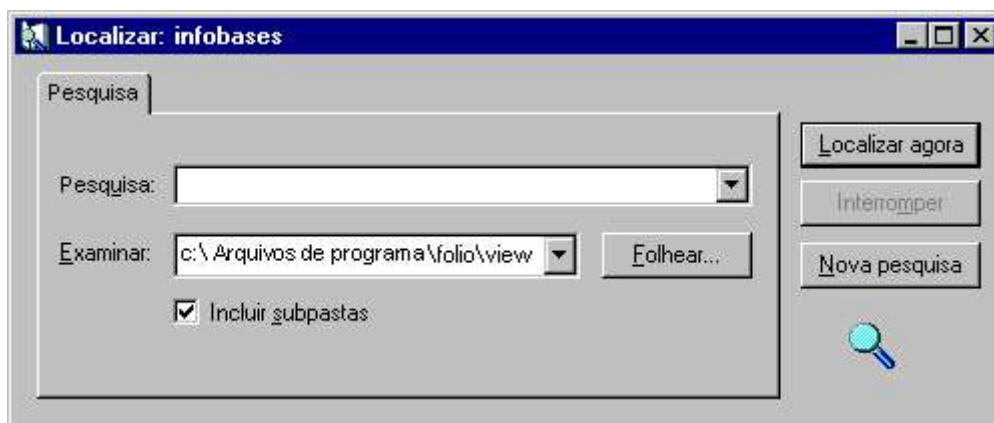 Localizar: infobases
Pesquisa
Pesquisa:
Localizar agora
Interromper
Examinar: c:\ Arquivos de programa\folio\view Folhear...
Nova pesquisa
Incluir subpastas